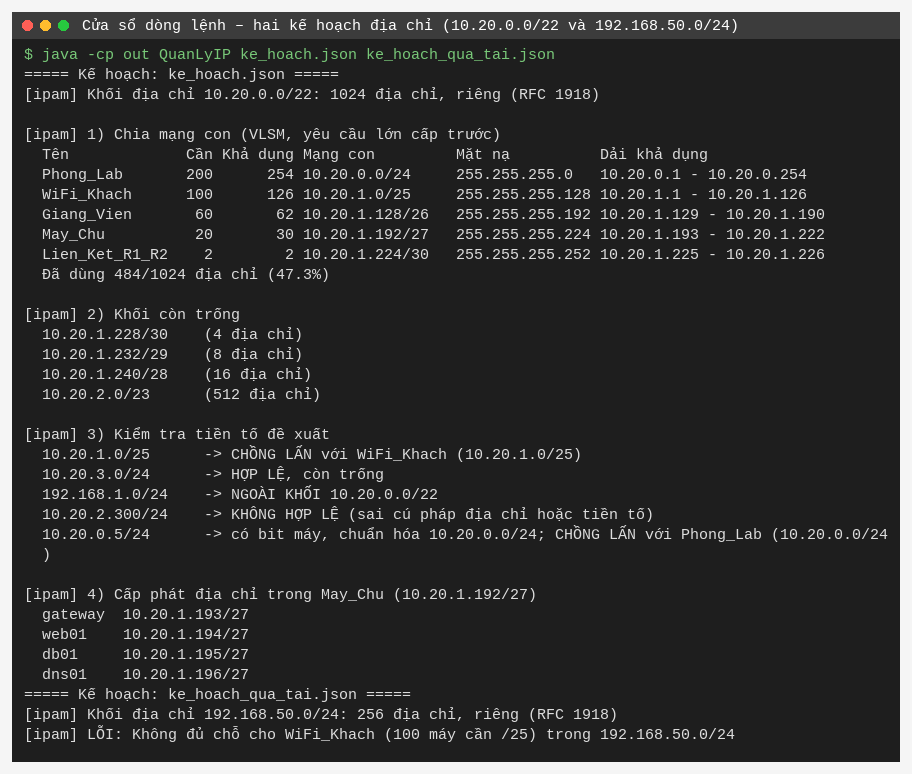 Cửa sổ dòng lệnh – hai kế hoạch địa chỉ (10.20.0.0/22 và 192.168.50.0/24)
$ java -cp out QuanLyIP ke_hoach.json ke_hoach_qua_tai.json
===== Kế hoạch: ke_hoach.json =====
[ipam] Khối địa chỉ 10.20.0.0/22: 1024 địa chỉ, riêng (RFC 1918)

[ipam] 1) Chia mạng con (VLSM, yêu cầu lớn cấp trước)
  Tên             Cần Khả dụng Mạng con         Mặt nạ          Dải khả dụng
  Phong_Lab       200      254 10.20.0.0/24     255.255.255.0   10.20.0.1 - 10.20.0.254
  WiFi_Khach      100      126 10.20.1.0/25     255.255.255.128 10.20.1.1 - 10.20.1.126
  Giang_Vien       60       62 10.20.1.128/26   255.255.255.192 10.20.1.129 - 10.20.1.190
  May_Chu          20       30 10.20.1.192/27   255.255.255.224 10.20.1.193 - 10.20.1.222
  Lien_Ket_R1_R2    2        2 10.20.1.224/30   255.255.255.252 10.20.1.225 - 10.20.1.226
  Đã dùng 484/1024 địa chỉ (47.3%)

[ipam] 2) Khối còn trống
  10.20.1.228/30    (4 địa chỉ)
  10.20.1.232/29    (8 địa chỉ)
  10.20.1.240/28    (16 địa chỉ)
  10.20.2.0/23      (512 địa chỉ)

[ipam] 3) Kiểm tra tiền tố đề xuất
  10.20.1.0/25      -> CHỒNG LẤN với WiFi_Khach (10.20.1.0/25)
  10.20.3.0/24      -> HỢP LỆ, còn trống
  192.168.1.0/24    -> NGOÀI KHỐI 10.20.0.0/22
  10.20.2.300/24    -> KHÔNG HỢP LỆ (sai cú pháp địa chỉ hoặc tiền tố)
  10.20.0.5/24      -> có bit máy, chuẩn hóa 10.20.0.0/24; CHỒNG LẤN với Phong_Lab (10.20.0.0/24
  )

[ipam] 4) Cấp phát địa chỉ trong May_Chu (10.20.1.192/27)
  gateway  10.20.1.193/27
  web01    10.20.1.194/27
  db01     10.20.1.195/27
  dns01    10.20.1.196/27
===== Kế hoạch: ke_hoach_qua_tai.json =====
[ipam] Khối địa chỉ 192.168.50.0/24: 256 địa chỉ, riêng (RFC 1918)
[ipam] LỖI: Không đủ chỗ cho WiFi_Khach (100 máy cần /25) trong 192.168.50.0/24